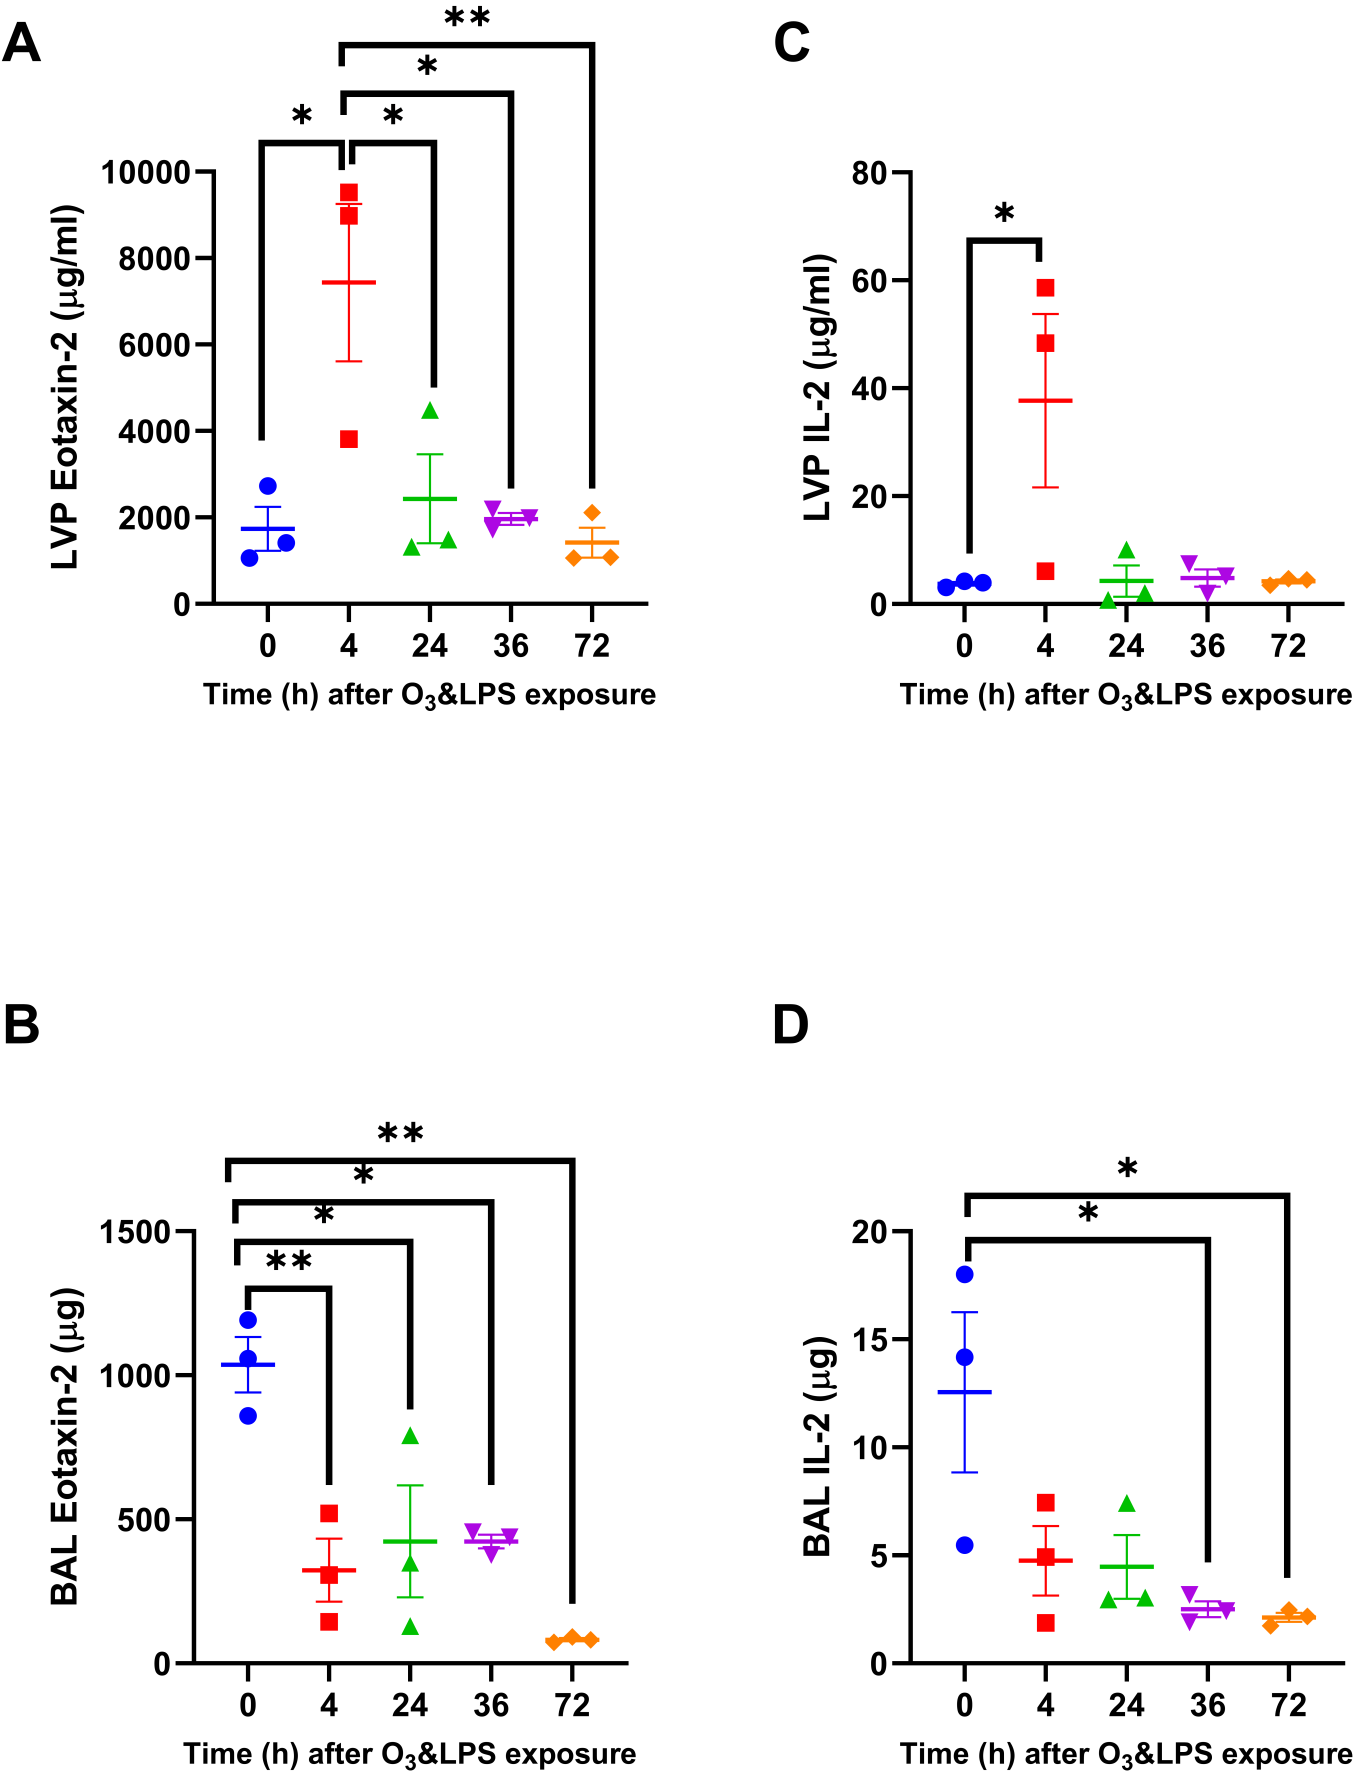 A
**
*
* *
10000
8000
6000
4000
2000
0
LVP Eotaxin-2 (μg/ml)
0 4 24 36 72
Time (h) after O₃&LPS exposure
C
*
80
60
40
20
0
LVP IL-2 (μg/ml)
0 4 24 36 72
Time (h) after O₃&LPS exposure
B
**
*
*
**
1500
1000
500
0
BAL Eotaxin-2 (μg)
0 4 24 36 72
Time (h) after O₃&LPS exposure
D
*
*
20
15
10
5
0
BAL IL-2 (μg)
0 4 24 36 72
Time (h) after O₃&LPS exposure